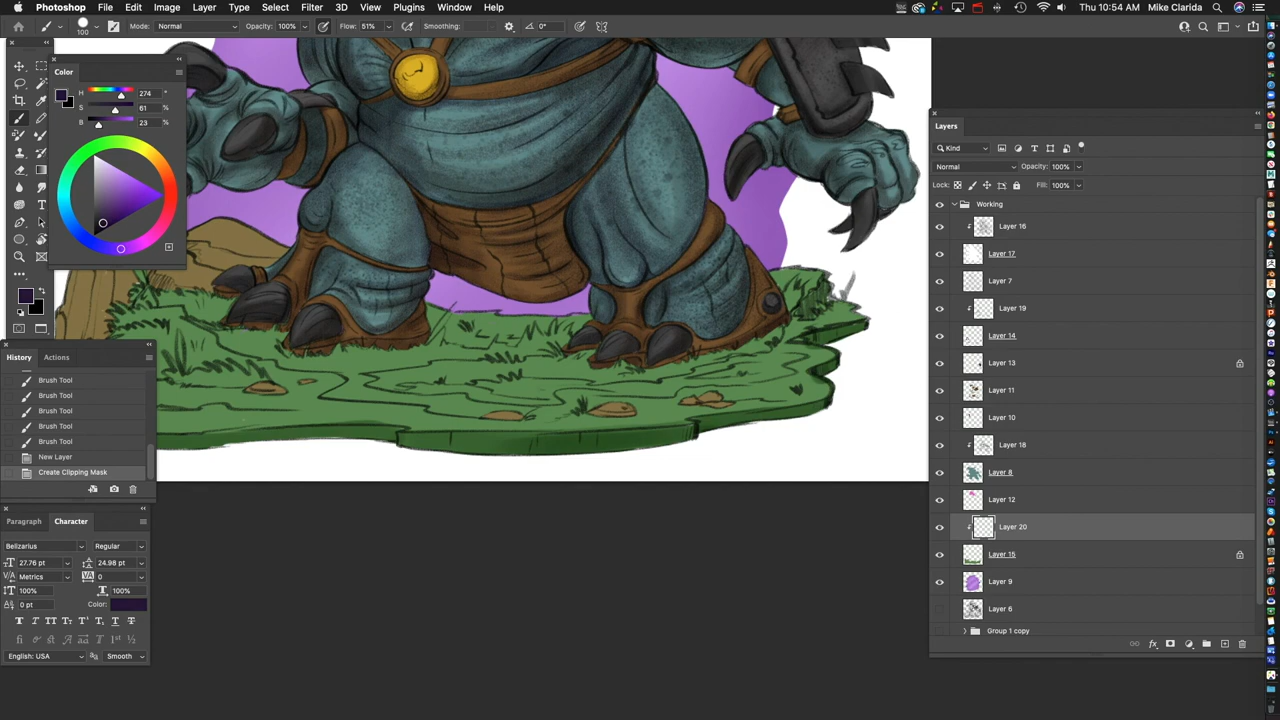 Photoshop File Edit Image Layer Type Select Filter 3D View Plugins Window Help Thu 10:54 AM Mike Clarida
100 Mode: Normal Opacity: 100% Flow: 51% Smoothing: 0°
Color
H 274
S 61 %
B 23 %
History Actions
Brush Tool
Brush Tool
Brush Tool
Brush Tool
Brush Tool
New Layer
Create Clipping Mask
Paragraph Character
Belizarius Regular
27.76 pt 24.98 pt
Metrics 0
100% 100%
0 pt Color:
English: USA Smooth
Layers
Kind
Normal Opacity: 100%
Lock: Fill: 100%
Working
Layer 16
Layer 17
Layer 7
Layer 19
Layer 14
Layer 13
Layer 11
Layer 10
Layer 18
Layer 8
Layer 12
Layer 20
Layer 15
Layer 9
Layer 6
Group 1 copy